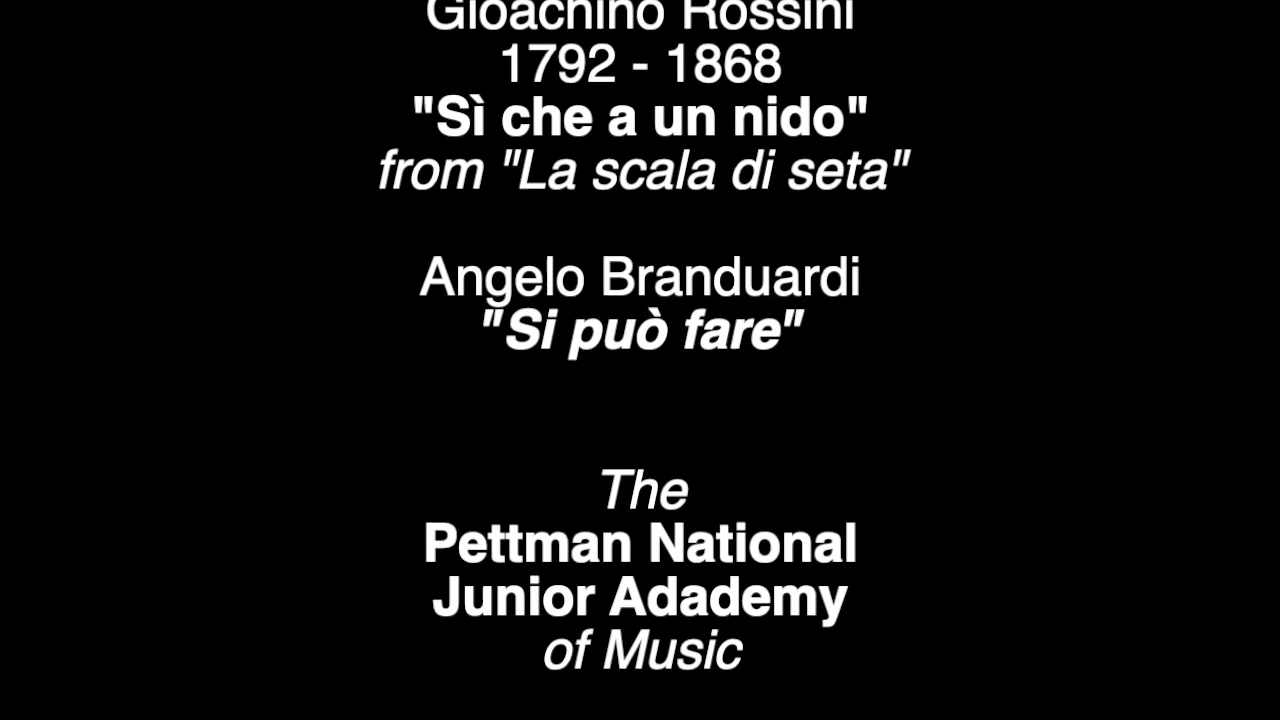 Gioachino Rossini
1792 - 1868
"Sì che a un nido"
from "La scala di seta"
Angelo Branduardi
"Si può fare"
The
Pettman National
Junior Adademy
of Music